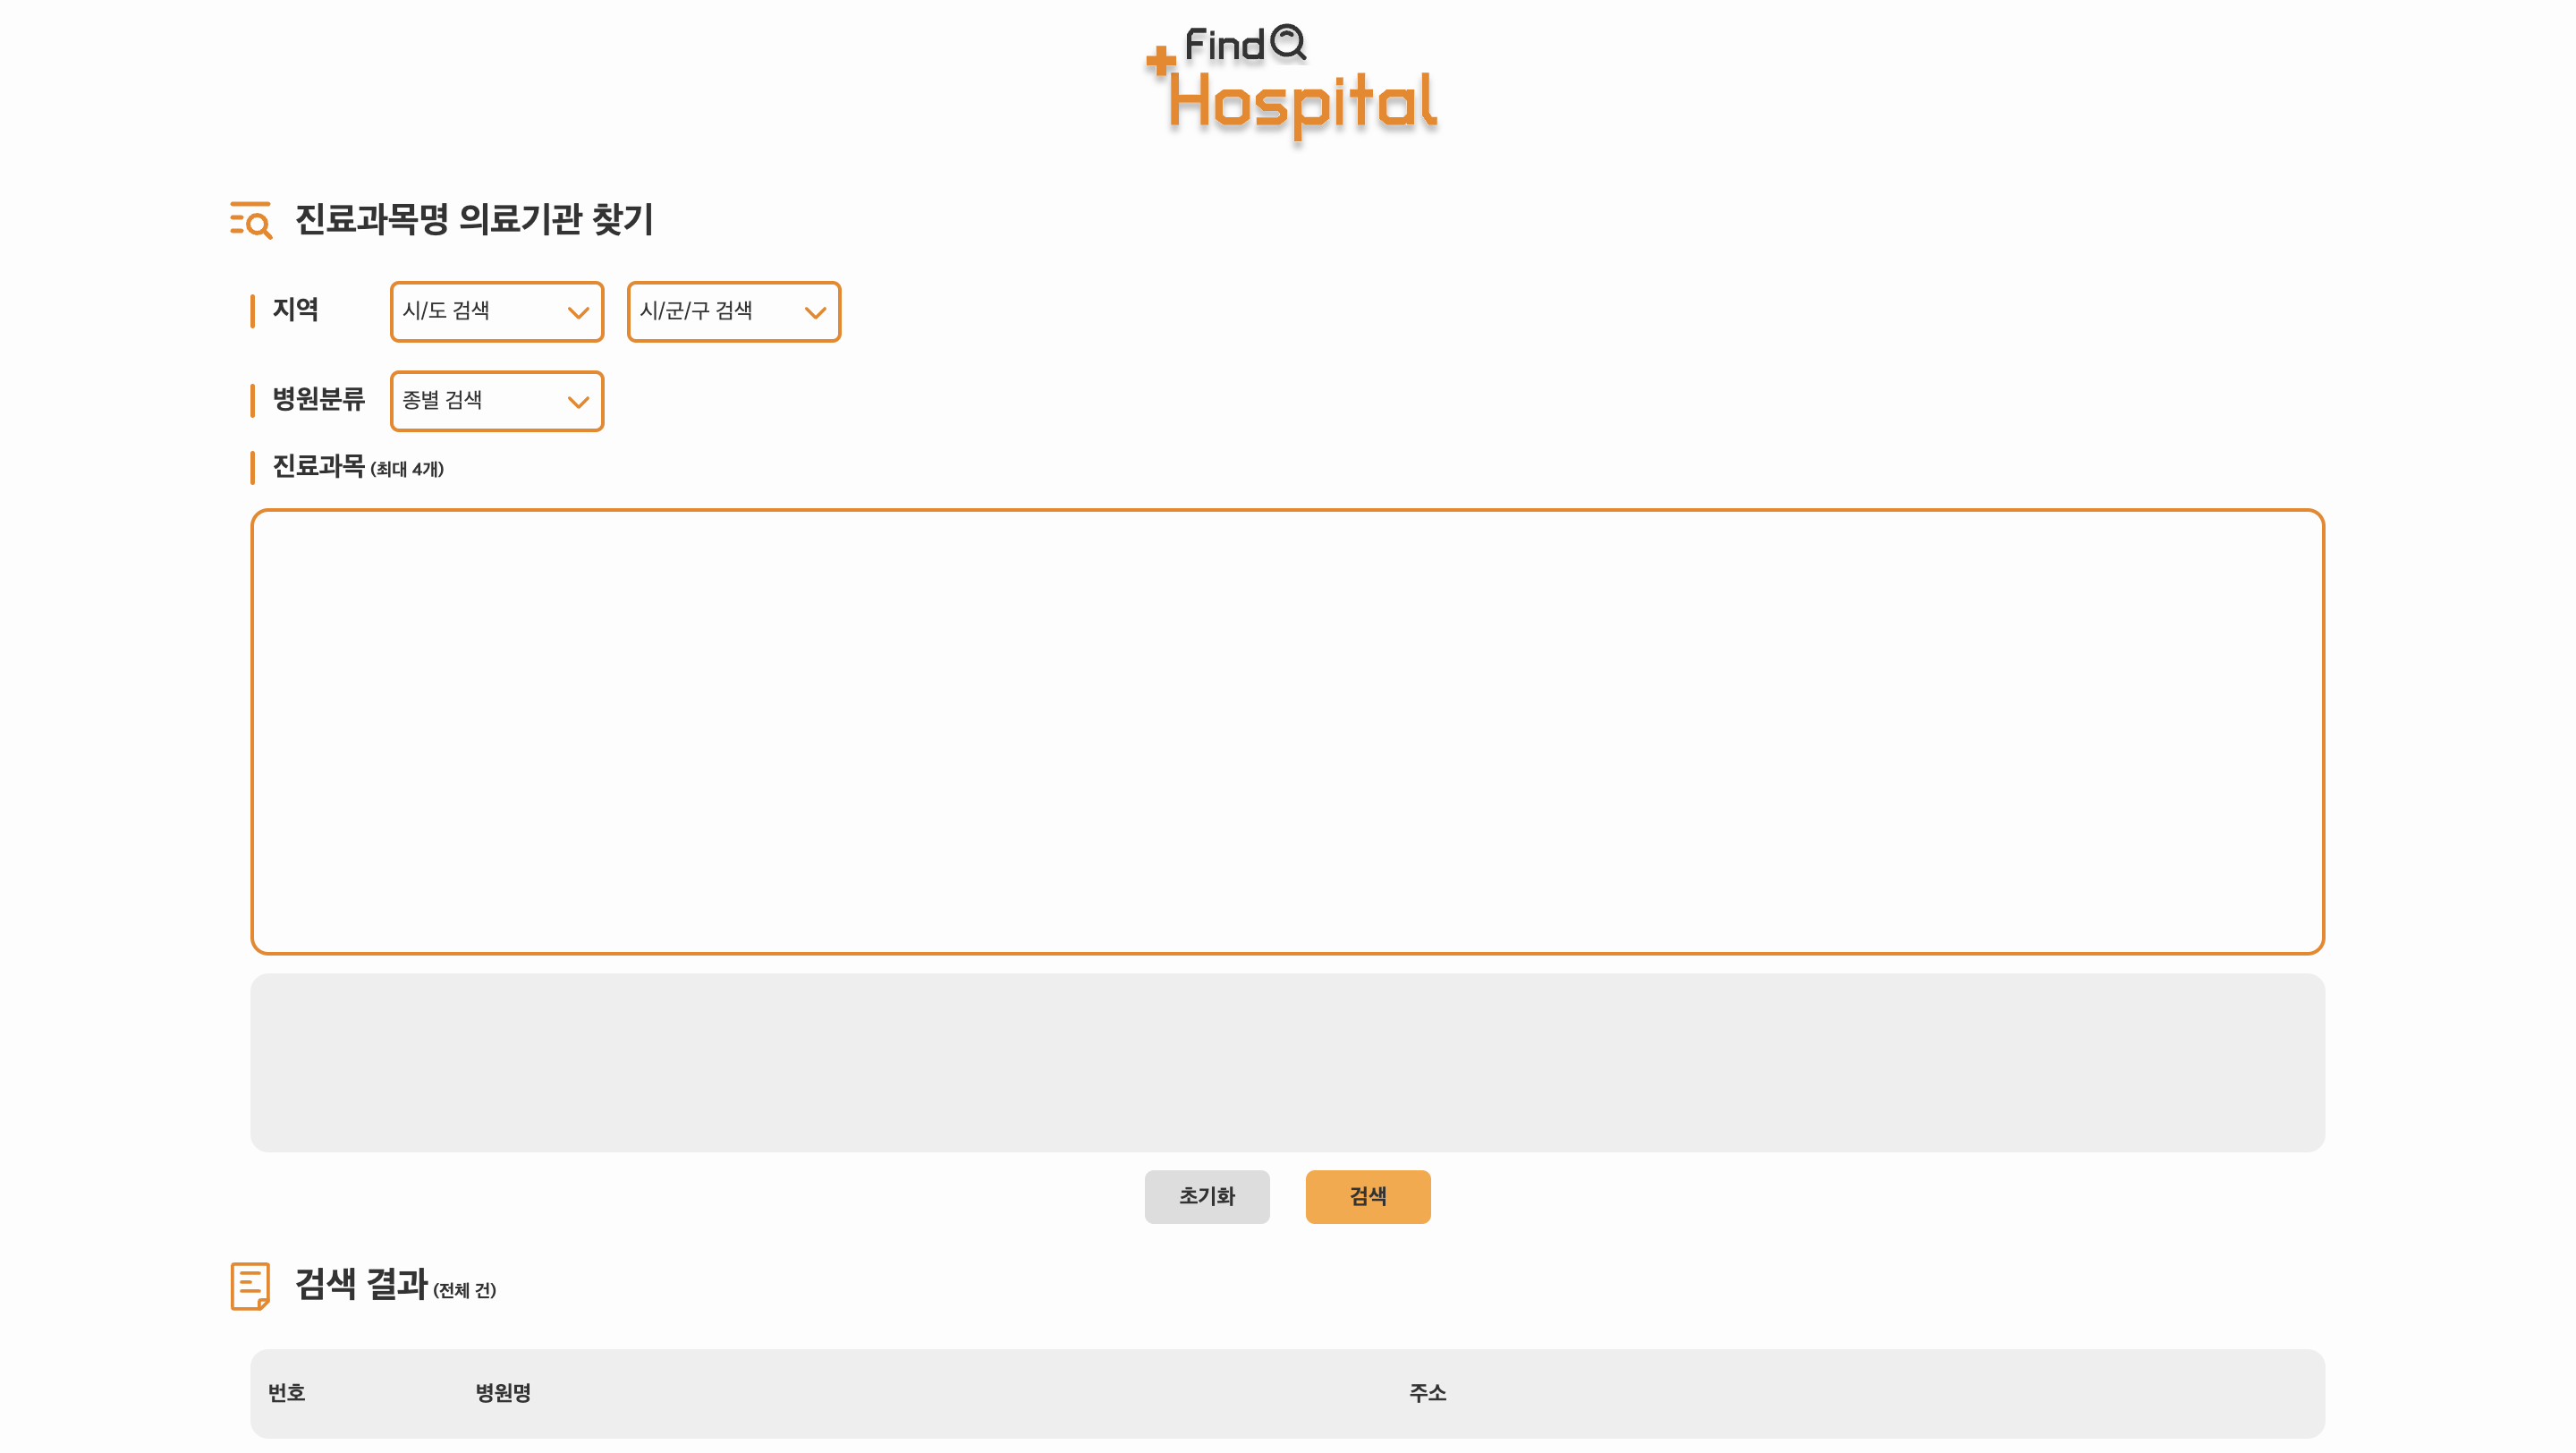 Find
Hospital
진료과목명 의료기관 찾기
지역 시/도 검색 시/군/구 검색
병원분류 종별 검색
진료과목 (최대 4개)
초기화 검색
검색 결과 (전체 건)
번호 병원명 주소